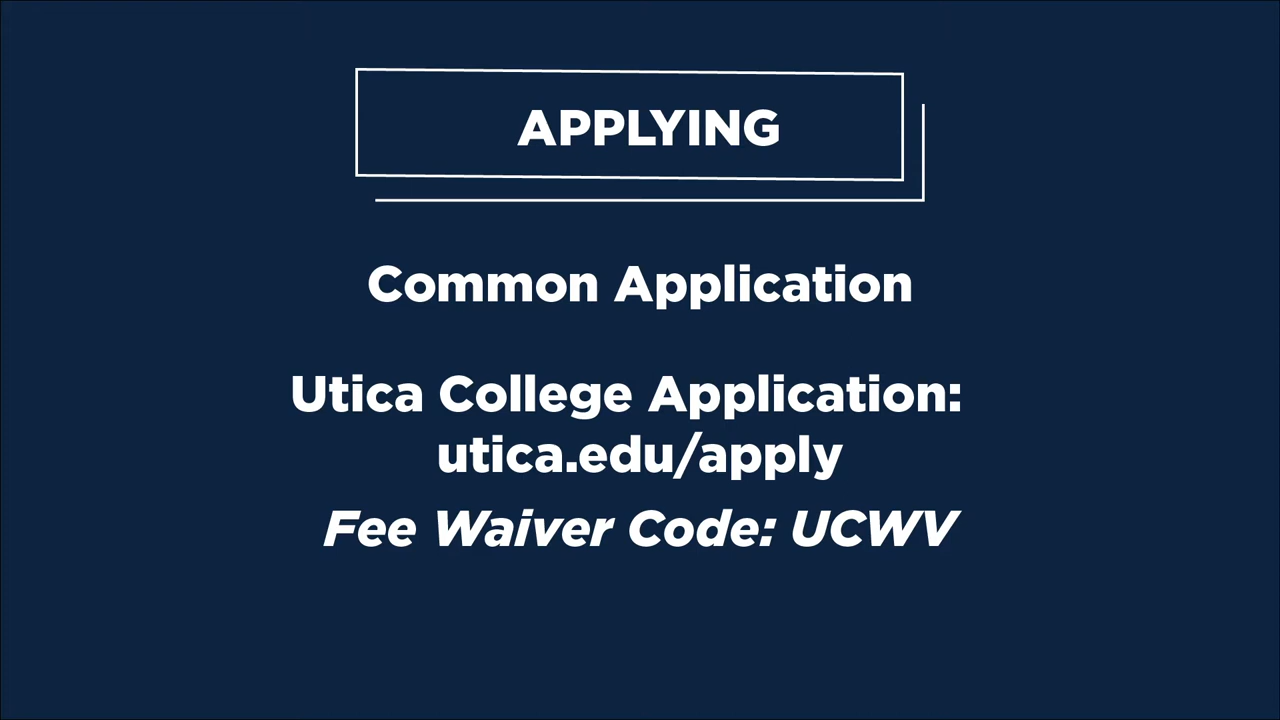 APPLYING
Common Application
Utica College Application:
utica.edu/apply
Fee Waiver Code: UCWV